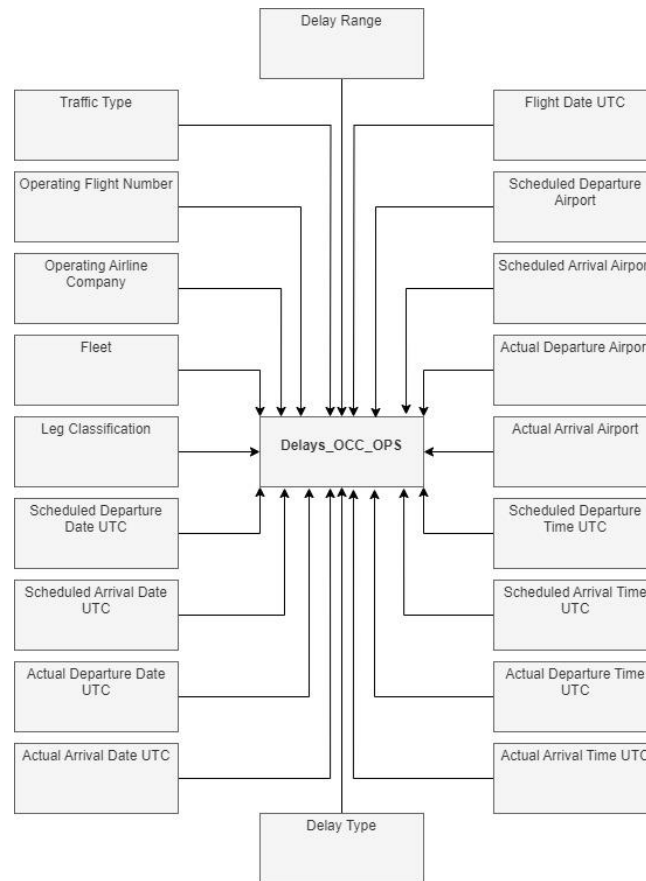 Delay Range
Traffic Type
Flight Date UTC
Operating Flight Number
Scheduled Departure
Airport
Operating Airline
Company
Scheduled Arrival Airport
Fleet
Actual Departure Airport
Leg Classification
Delays_OCC_OPS
Actual Arrival Airport
Scheduled Departure
Date UTC
Scheduled Departure
Time UTC
Scheduled Arrival Date
UTC
Scheduled Arrival Time
UTC
Actual Departure Date
UTC
Actual Departure Time
UTC
Actual Arrival Date UTC
Actual Arrival Time UTC
Delay Type